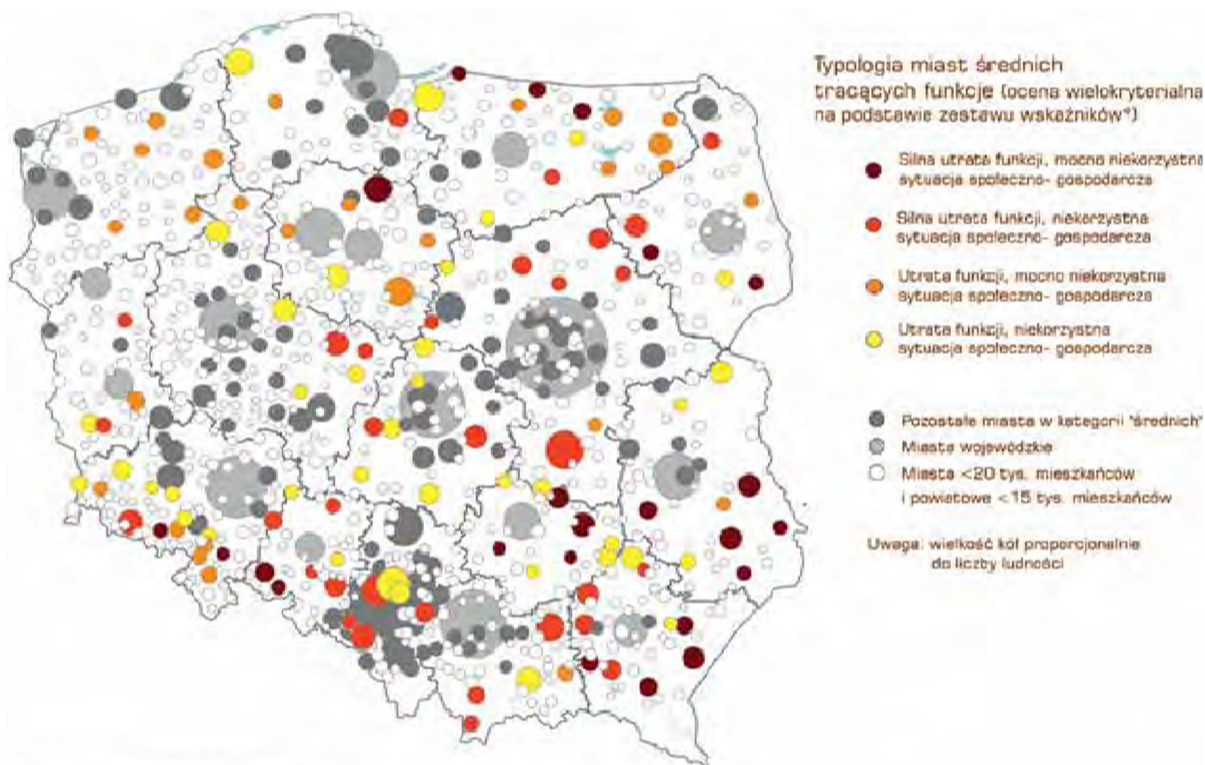 Typologia miast średnich
tracących funkcje (ocena wielokryterialna
na podstawie zestawu wskaźników*)
Silna utrata funkcji, mocno niekorzystna
sytuacja społeczno- gospodarcza
Silna utrata funkcji, niekorzystna
sytuacja społeczno- gospodarcza
Utrata funkcji, mocno niekorzystna
sytuacja społeczno- gospodarcza
Utrata funkcji, niekorzystna
sytuacja społeczno- gospodarcza
Pozostałe miasta w kategorii "średnich"
Miasta wojewódzkie
Miasta <20 tys. mieszkańców
i powiatowe <15 tys. mieszkańców
Uwaga: wielkość kół proporcjonalnie
do liczby ludności